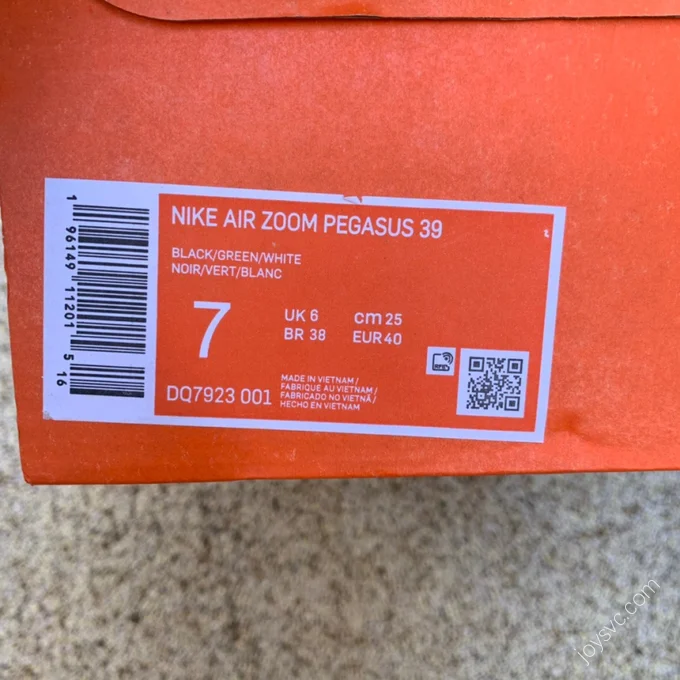 NIKE AIR ZOOM PEGASUS 39
BLACK/GREEN/WHITE
NOIR/VERT/BLANC
7
UK 6
cm 25
BR 38
EUR 40
DQ7923 001
MADE IN VIETNAM /
FABRIQUÉ AU VIETNAM /
FABRICADO NO VIETNÃ /
HECHO EN VIETNAM
1 96149 11201 5 16
joysvc.com